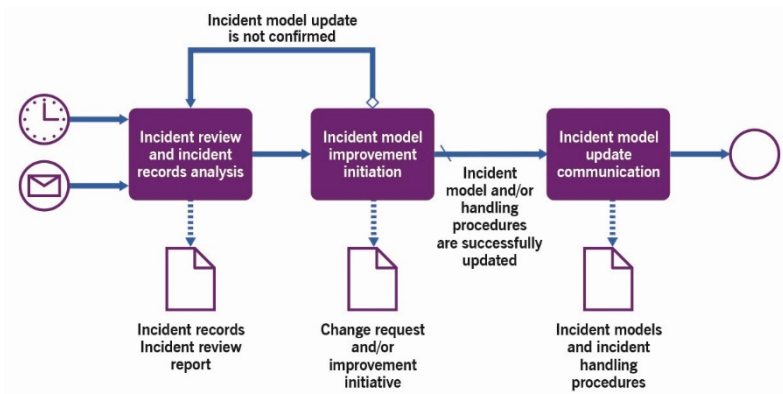 Incident model update
is not confirmed
Incident review
and incident
records analysis
Incident model
improvement
initiation
Incident
model and/or
handling
procedures
are successfully
updated
Incident model
update
communication
Incident records
Incident review
report
Change request
and/or
improvement
initiative
Incident models
and incident
handling
procedures